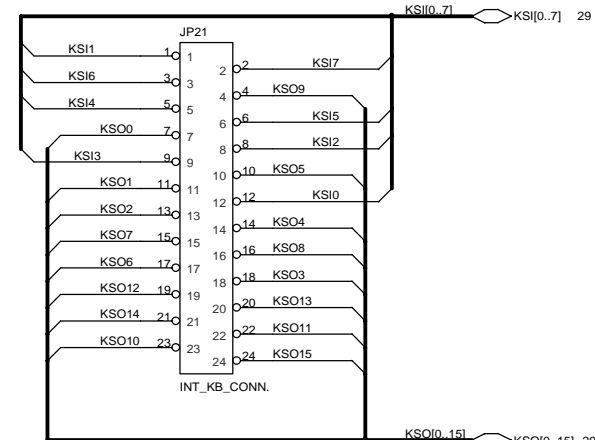 KSI[0..7] KSI[0..7] 29
JP21
KSI1 1 1 2 2 KSI7
KSI6 3 3 4 4 KSO9
KSI4 5 5 6 6 KSI5
KSO0 7 7 8 8 KSI2
KSI3 9 9 10 10 KSO5
KSO1 11 11 12 12 KSI0
KSO2 13 13 14 14 KSO4
KSO7 15 15 16 16 KSO8
KSO6 17 17 18 18 KSO3
KSO12 19 19 20 20 KSO13
KSO14 21 21 22 22 KSO11
KSO10 23 23 24 24 KSO15
INT_KB_CONN.
KSO[0..15] KSO[0..15] 29